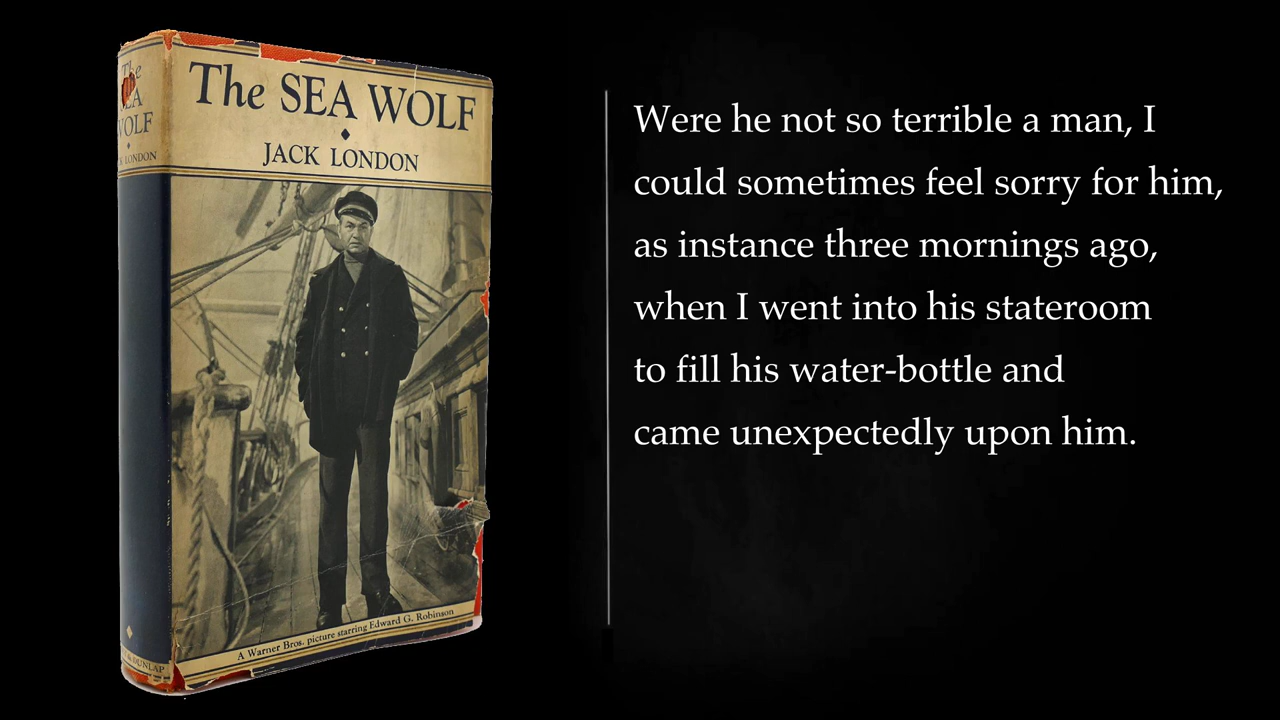 The
SEA
WOLF
LONDON
DUNLAP
The SEA WOLF
JACK LONDON
A Warner Bros. picture starring Edward G. Robinson
Were he not so terrible a man, I
could sometimes feel sorry for him,
as instance three mornings ago,
when I went into his stateroom
to fill his water-bottle and
came unexpectedly upon him.